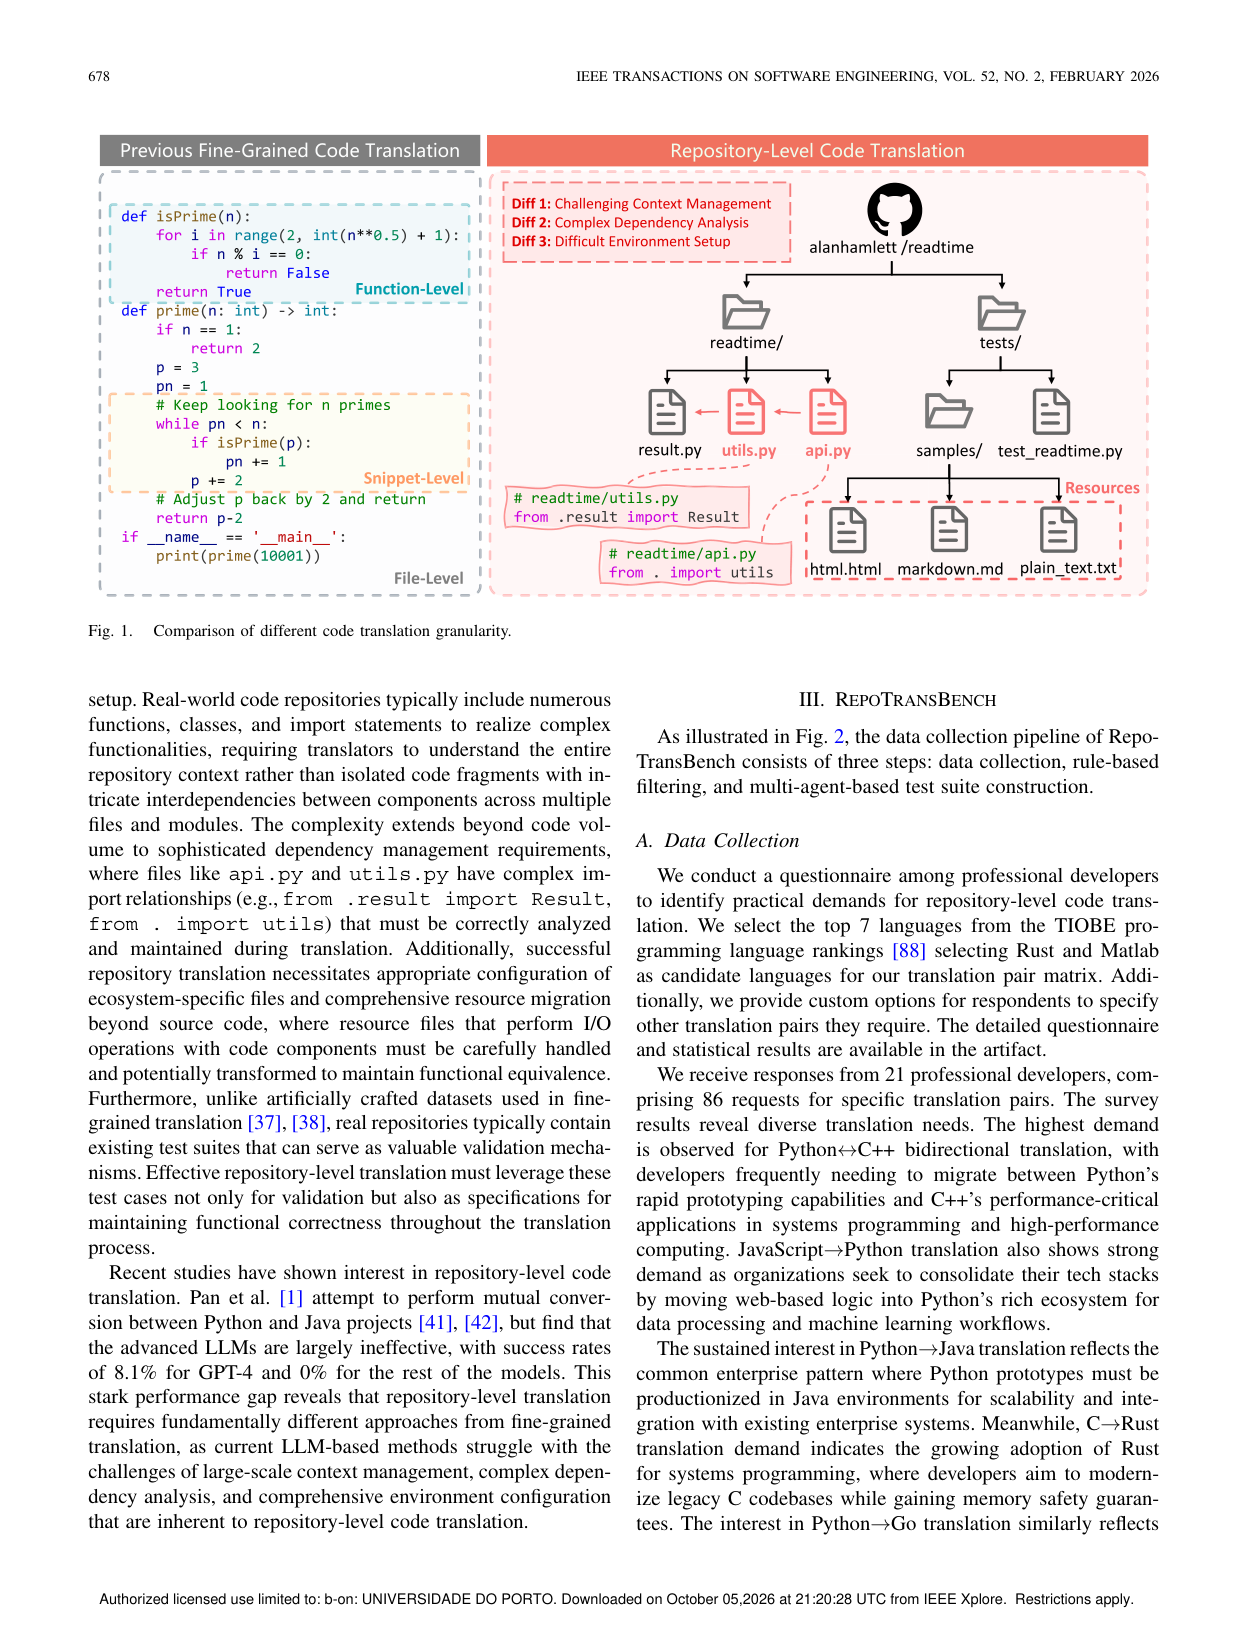 678
IEEE TRANSACTIONS ON SOFTWARE ENGINEERING, VOL. 52, NO. 2, FEBRUARY 2026
Previous Fine-Grained Code Translation
def isPrime(n):
    for i in range(2, int(n**0.5) + 1):
        if n % i == 0:
            return False
    return True
Function-Level
def prime(n: int) -> int:
    if n == 1:
        return 2
    p = 3
    pn = 1
    # Keep looking for n primes
    while pn < n:
        if isPrime(p):
            pn += 1
        p += 2
Snippet-Level
    # Adjust p back by 2 and return
    return p-2
if __name__ == '__main__':
    print(prime(10001))
File-Level
Repository-Level Code Translation
Diff 1: Challenging Context Management
Diff 2: Complex Dependency Analysis
Diff 3: Difficult Environment Setup
alanhamlett /readtime
readtime/
tests/
result.py
utils.py
api.py
samples/
test_readtime.py
# readtime/utils.py
from .result import Result
# readtime/api.py
from . import utils
Resources
html.html
markdown.md
plain_text.txt
Fig. 1. Comparison of different code translation granularity.
setup. Real-world code repositories typically include numerous
functions, classes, and import statements to realize complex
functionalities, requiring translators to understand the entire
repository context rather than isolated code fragments with in-
tricate interdependencies between components across multiple
files and modules. The complexity extends beyond code vol-
ume to sophisticated dependency management requirements,
where files like api.py and utils.py have complex im-
port relationships (e.g., from .result import Result,
from . import utils) that must be correctly analyzed
and maintained during translation. Additionally, successful
repository translation necessitates appropriate configuration of
ecosystem-specific files and comprehensive resource migration
beyond source code, where resource files that perform I/O
operations with code components must be carefully handled
and potentially transformed to maintain functional equivalence.
Furthermore, unlike artificially crafted datasets used in fine-
grained translation [37], [38], real repositories typically contain
existing test suites that can serve as valuable validation mecha-
nisms. Effective repository-level translation must leverage these
test cases not only for validation but also as specifications for
maintaining functional correctness throughout the translation
process.
Recent studies have shown interest in repository-level code
translation. Pan et al. [1] attempt to perform mutual conver-
sion between Python and Java projects [41], [42], but find that
the advanced LLMs are largely ineffective, with success rates
of 8.1% for GPT-4 and 0% for the rest of the models. This
stark performance gap reveals that repository-level translation
requires fundamentally different approaches from fine-grained
translation, as current LLM-based methods struggle with the
challenges of large-scale context management, complex depen-
dency analysis, and comprehensive environment configuration
that are inherent to repository-level code translation.
III. REPOTRANSBENCH
As illustrated in Fig. 2, the data collection pipeline of Repo-
TransBench consists of three steps: data collection, rule-based
filtering, and multi-agent-based test suite construction.
A. Data Collection
We conduct a questionnaire among professional developers
to identify practical demands for repository-level code trans-
lation. We select the top 7 languages from the TIOBE pro-
gramming language rankings [88] selecting Rust and Matlab
as candidate languages for our translation pair matrix. Addi-
tionally, we provide custom options for respondents to specify
other translation pairs they require. The detailed questionnaire
and statistical results are available in the artifact.
We receive responses from 21 professional developers, com-
prising 86 requests for specific translation pairs. The survey
results reveal diverse translation needs. The highest demand
is observed for Python↔C++ bidirectional translation, with
developers frequently needing to migrate between Python's
rapid prototyping capabilities and C++'s performance-critical
applications in systems programming and high-performance
computing. JavaScript→Python translation also shows strong
demand as organizations seek to consolidate their tech stacks
by moving web-based logic into Python's rich ecosystem for
data processing and machine learning workflows.
The sustained interest in Python→Java translation reflects the
common enterprise pattern where Python prototypes must be
productionized in Java environments for scalability and inte-
gration with existing enterprise systems. Meanwhile, C→Rust
translation demand indicates the growing adoption of Rust
for systems programming, where developers aim to modern-
ize legacy C codebases while gaining memory safety guaran-
tees. The interest in Python→Go translation similarly reflects
Authorized licensed use limited to: b-on: UNIVERSIDADE DO PORTO. Downloaded on October 05,2026 at 21:20:28 UTC from IEEE Xplore. Restrictions apply.